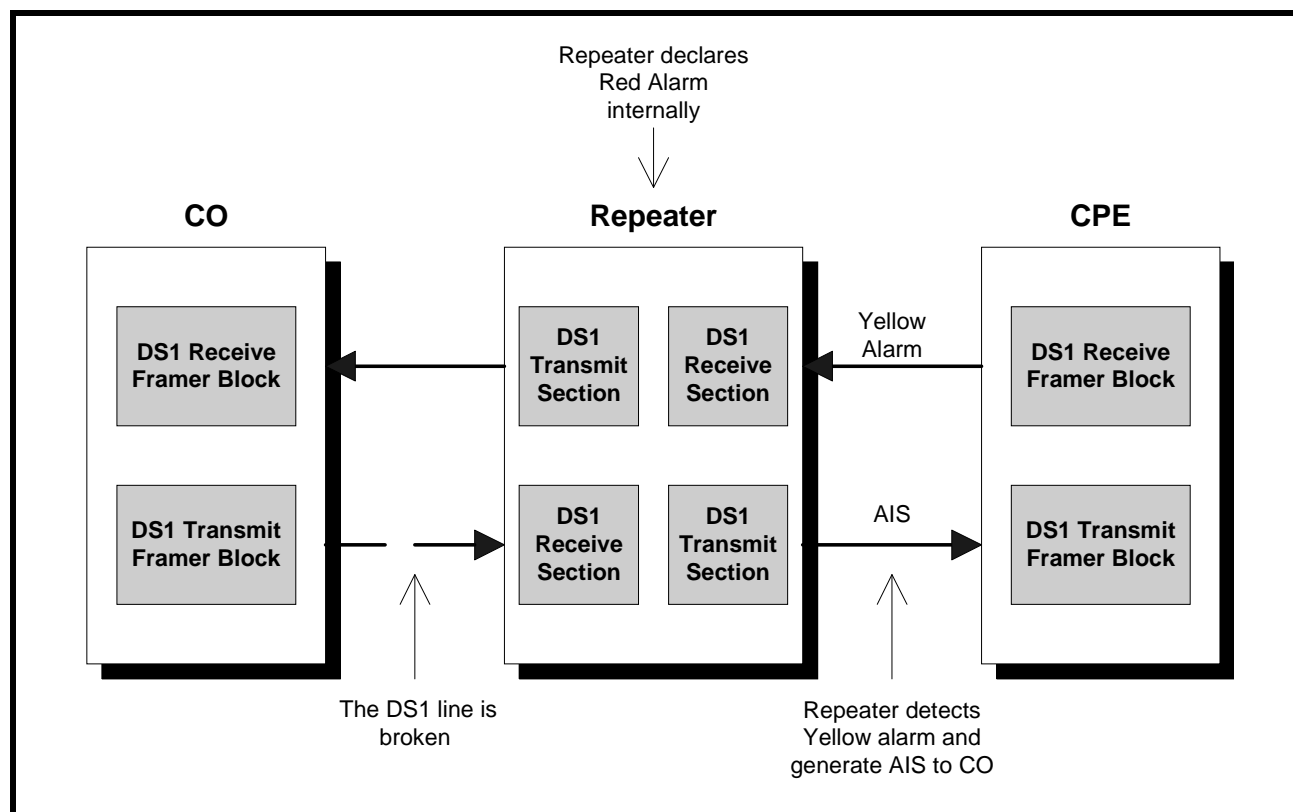 Repeater declares
Red Alarm
internally
CO
Repeater
CPE
DS1 Receive
Framer Block
DS1
Transmit
Section
DS1
Receive
Section
Yellow
Alarm
DS1 Receive
Framer Block
DS1 Transmit
Framer Block
DS1
Receive
Section
DS1
Transmit
Section
AIS
DS1 Transmit
Framer Block
The DS1 line is
broken
Repeater detects
Yellow alarm and
generate AIS to CO